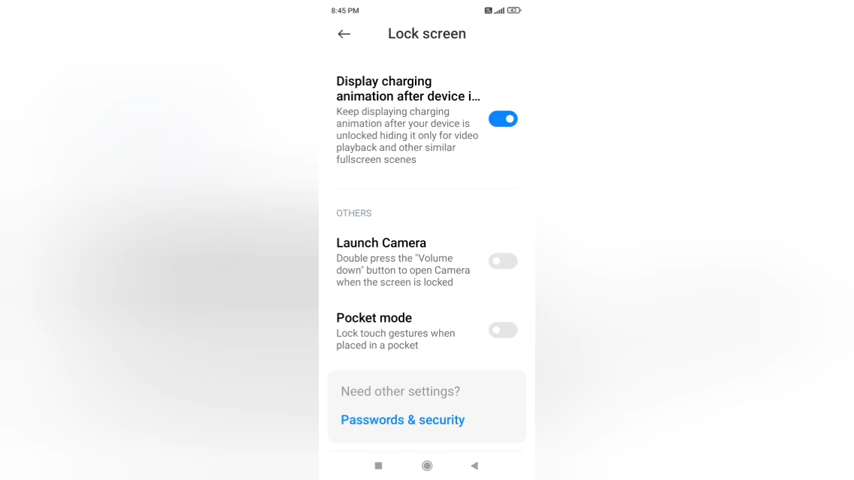 8:45 PM
Lock screen
Display charging
animation after device i...
Keep displaying charging
animation after your device is
unlocked hiding it only for video
playback and other similar
fullscreen scenes
OTHERS
Launch Camera
Double press the "Volume
down" button to open Camera
when the screen is locked
Pocket mode
Lock touch gestures when
placed in a pocket
Need other settings?
Passwords & security